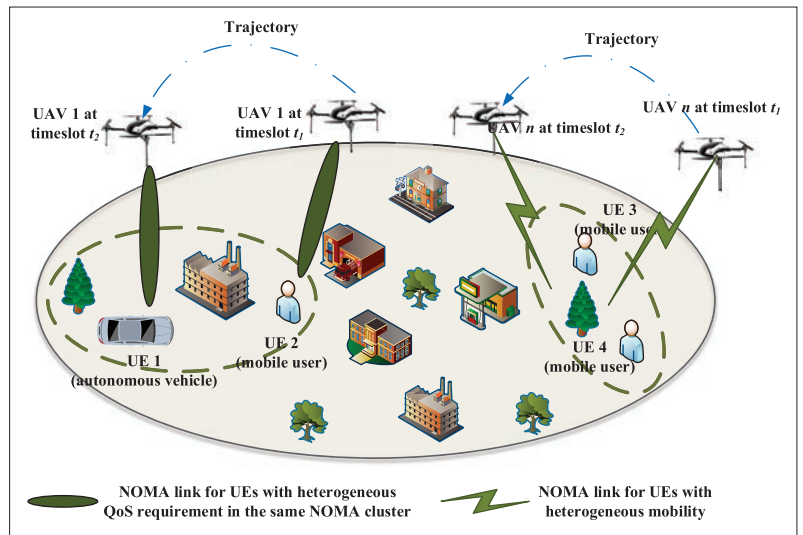 Trajectory
Trajectory
UAV 1 at
timeslot t2
UAV 1 at
timeslot t1
UAV n at timeslot t2
UAV n at timeslot t1
UE 3
(mobile user)
UE 1
(autonomous vehicle)
UE 2
(mobile user)
UE 4
(mobile user)
NOMA link for UEs with heterogeneous
QoS requirement in the same NOMA cluster
NOMA link for UEs with
heterogeneous mobility